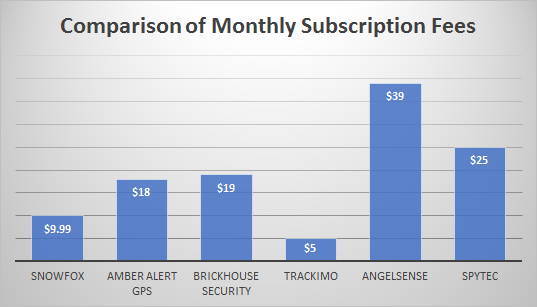 Comparison of Monthly Subscription Fees
$39
$25
$19
$18
$9.99
$5
SNOWFOX
AMBER ALERT
GPS
BRICKHOUSE
SECURITY
TRACKIMO
ANGELSENSE
SPYTEC